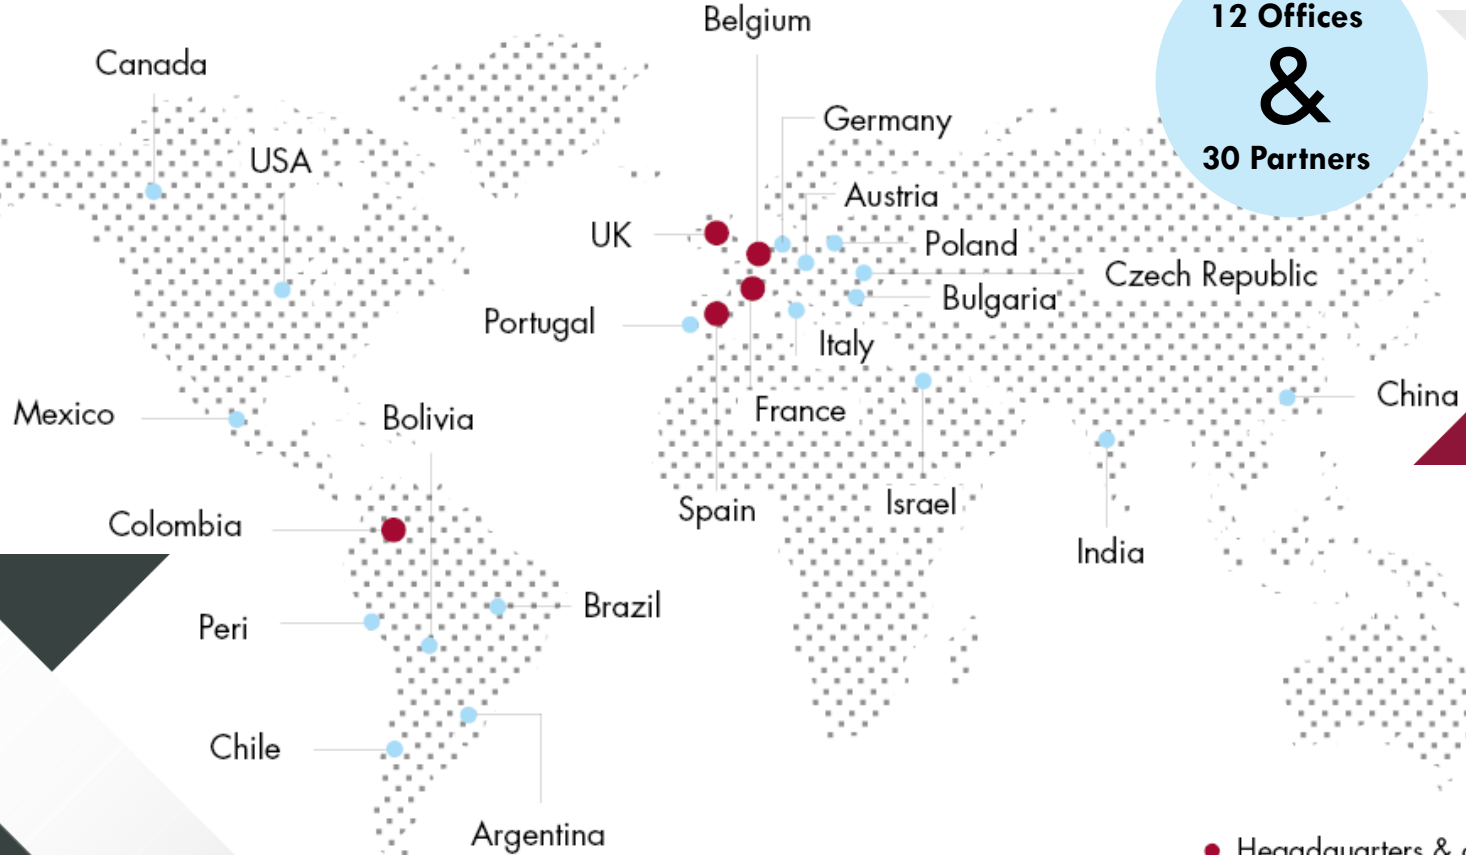 Belgium
12 Offices
&
30 Partners
Canada
Germany
USA
Austria
UK
Poland
Czech Republic
Bulgaria
Portugal
Italy
China
Mexico
Bolivia
France
Spain
Israel
Colombia
India
Brazil
Peri
Chile
Argentina
Heqadquarters &